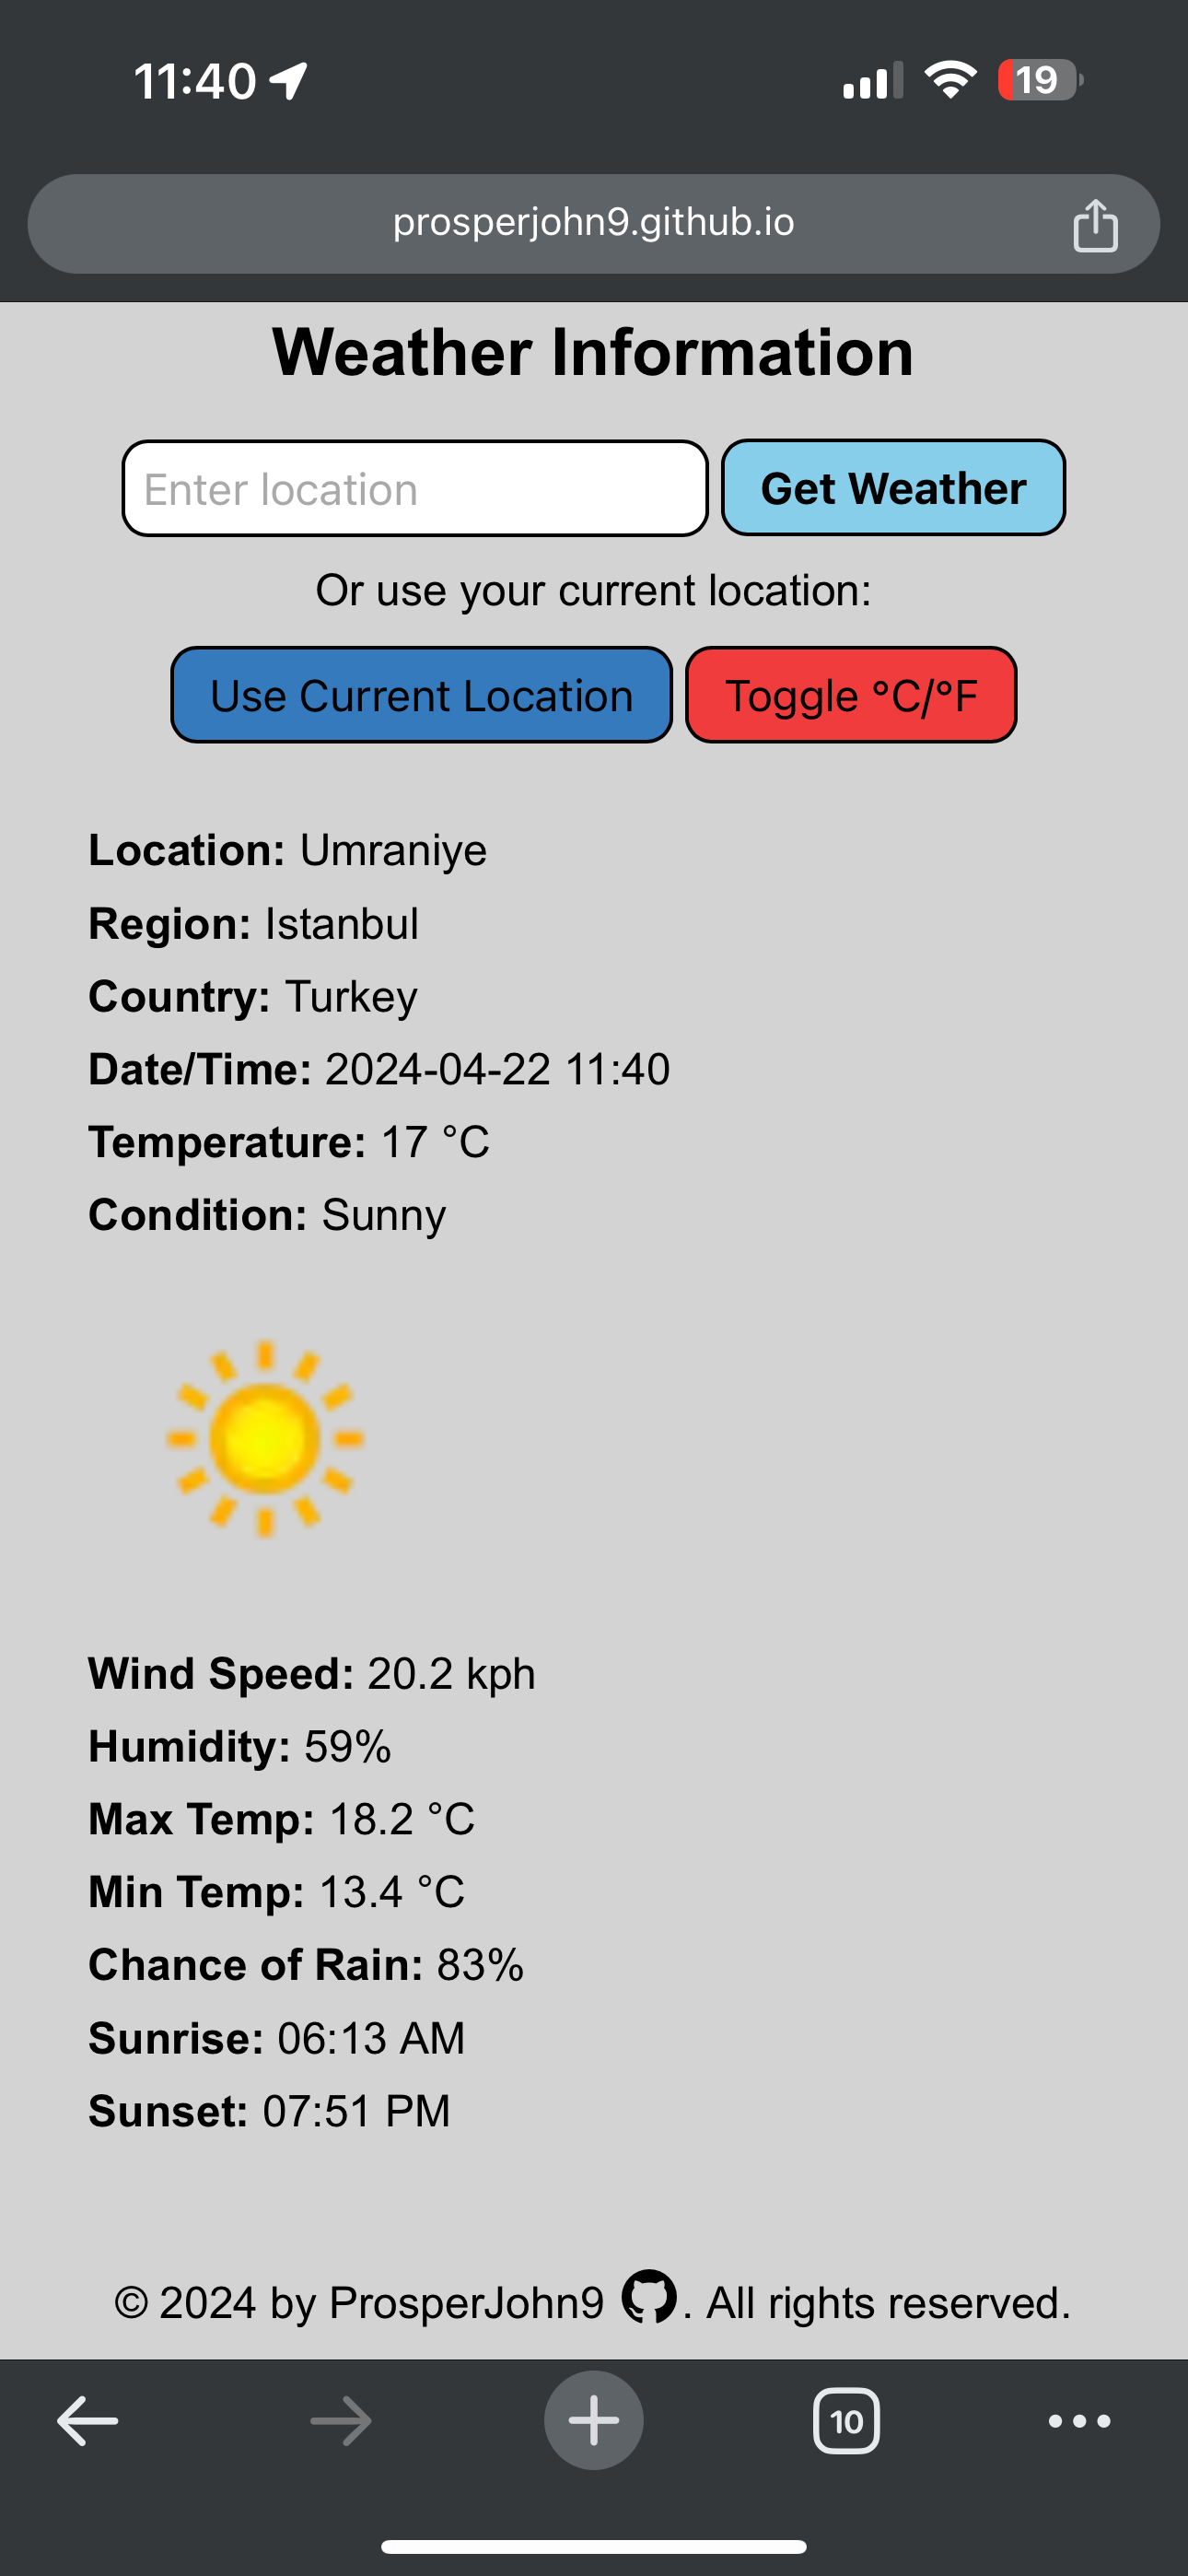 11:40
19
prosperjohn9.github.io
Weather Information
Enter location
Get Weather
Or use your current location:
Use Current Location
Toggle °C/°F
Location: Umraniye
Region: Istanbul
Country: Turkey
Date/Time: 2024-04-22 11:40
Temperature: 17 °C
Condition: Sunny
Wind Speed: 20.2 kph
Humidity: 59%
Max Temp: 18.2 °C
Min Temp: 13.4 °C
Chance of Rain: 83%
Sunrise: 06:13 AM
Sunset: 07:51 PM
© 2024 by ProsperJohn9 . All rights reserved.
10